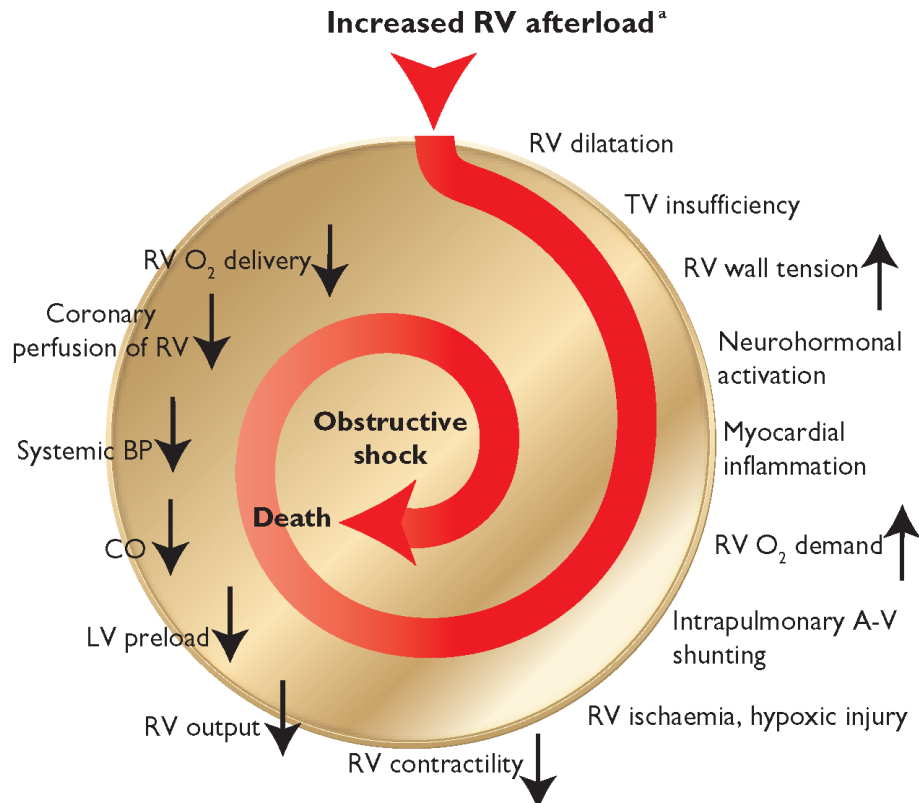 Increased RV afterloadᵃ
RV dilatation
TV insufficiency
RV wall tension
Neurohormonal
activation
Myocardial
inflammation
RV O₂ demand
Intrapulmonary A-V
shunting
RV ischaemia, hypoxic injury
RV contractility
RV output
LV preload
CO
Systemic BP
Coronary
perfusion of RV
RV O₂ delivery
Obstructive
shock
Death